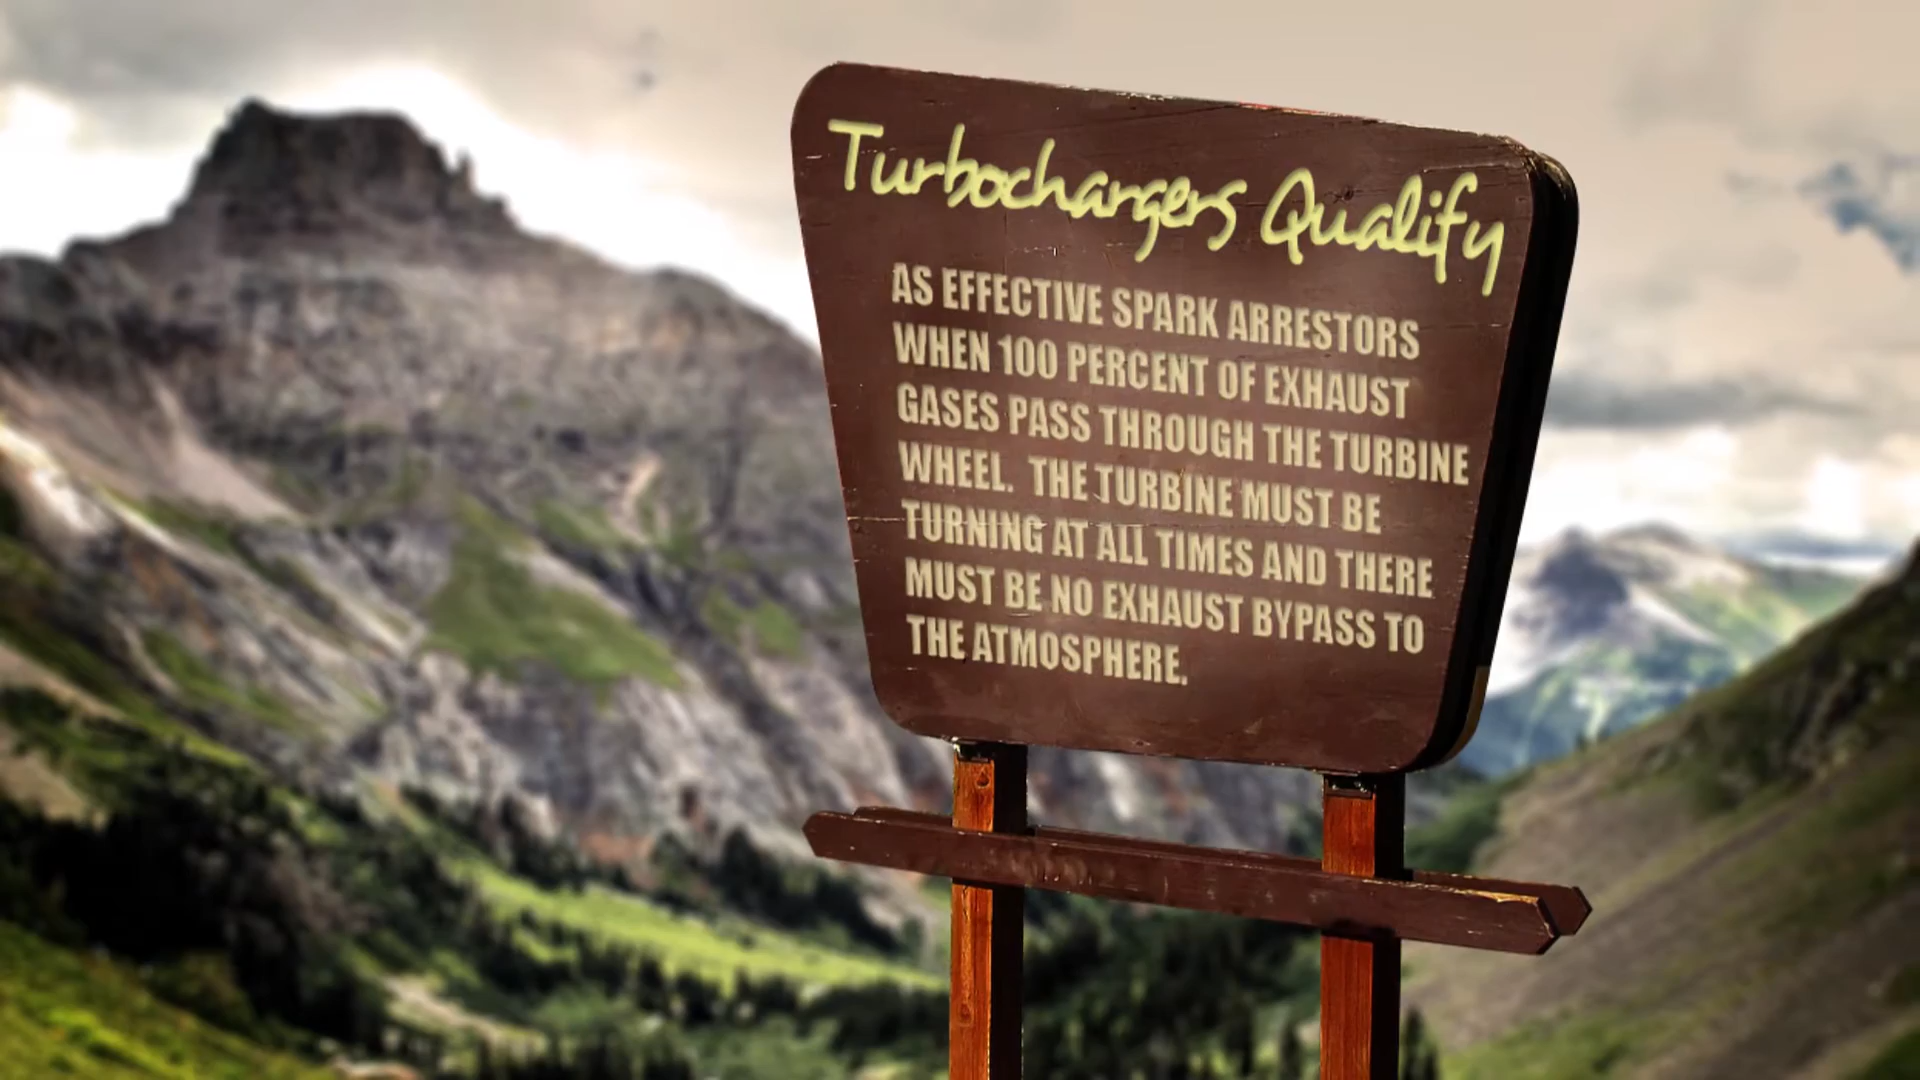 Turbochargers Qualify
AS EFFECTIVE SPARK ARRESTORS
WHEN 100 PERCENT OF EXHAUST
GASES PASS THROUGH THE TURBINE
WHEEL. THE TURBINE MUST BE
TURNING AT ALL TIMES AND THERE
MUST BE NO EXHAUST BYPASS TO
THE ATMOSPHERE.